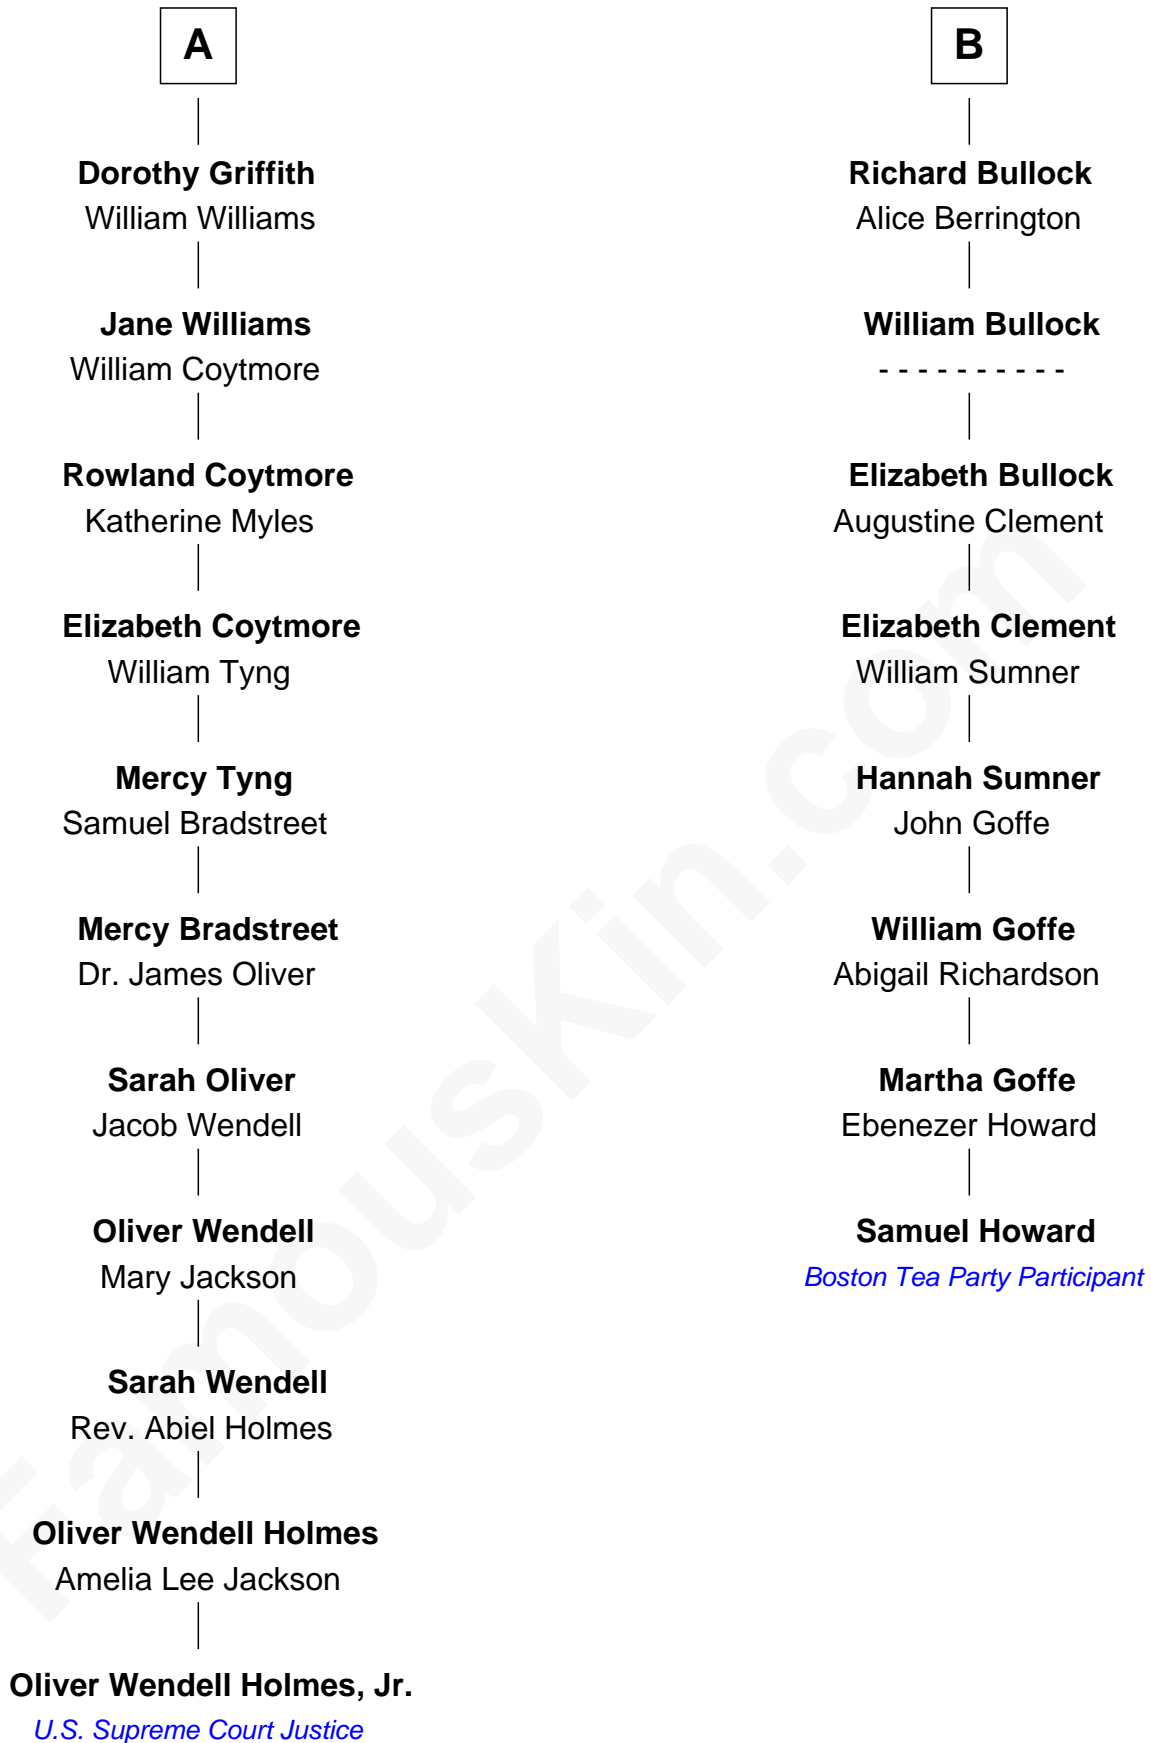 A
Dorothy Griffith
William Williams
Jane Williams
William Coytmore
Rowland Coytmore
Katherine Myles
Elizabeth Coytmore
William Tyng
Mercy Tyng
Samuel Bradstreet
Mercy Bradstreet
Dr. James Oliver
Sarah Oliver
Jacob Wendell
Oliver Wendell
Mary Jackson
Sarah Wendell
Rev. Abiel Holmes
Oliver Wendell Holmes
Amelia Lee Jackson
Oliver Wendell Holmes, Jr.
U.S. Supreme Court Justice
B
Richard Bullock
Alice Berrington
William Bullock
- - - - - - - - - -
Elizabeth Bullock
Augustine Clement
Elizabeth Clement
William Sumner
Hannah Sumner
John Goffe
William Goffe
Abigail Richardson
Martha Goffe
Ebenezer Howard
Samuel Howard
Boston Tea Party Participant
FamousKin.com